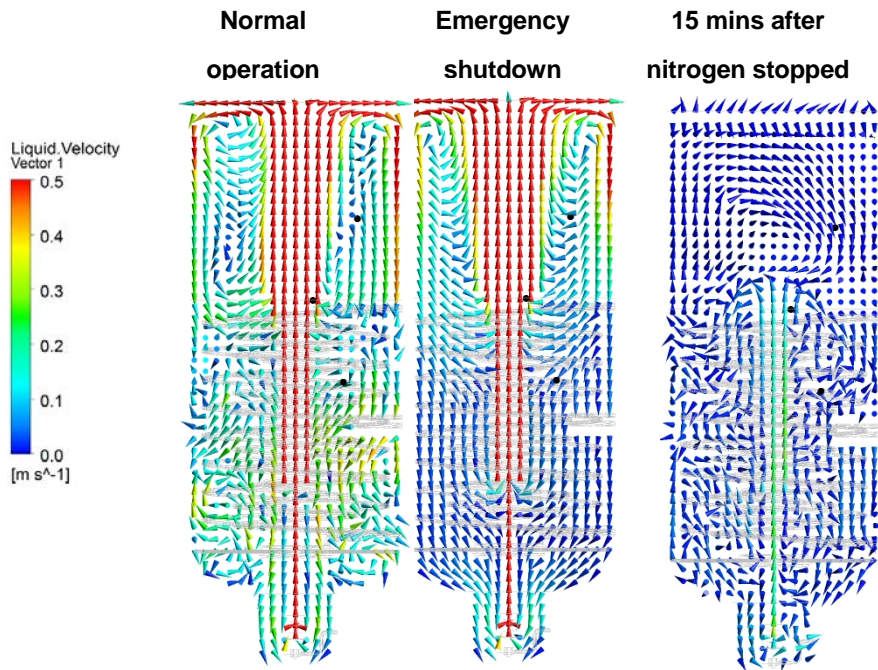 Normal
operation
Emergency
shutdown
15 mins after
nitrogen stopped
Liquid.Velocity
Vector 1
0.5
0.4
0.3
0.2
0.1
0.0
[m s^-1]